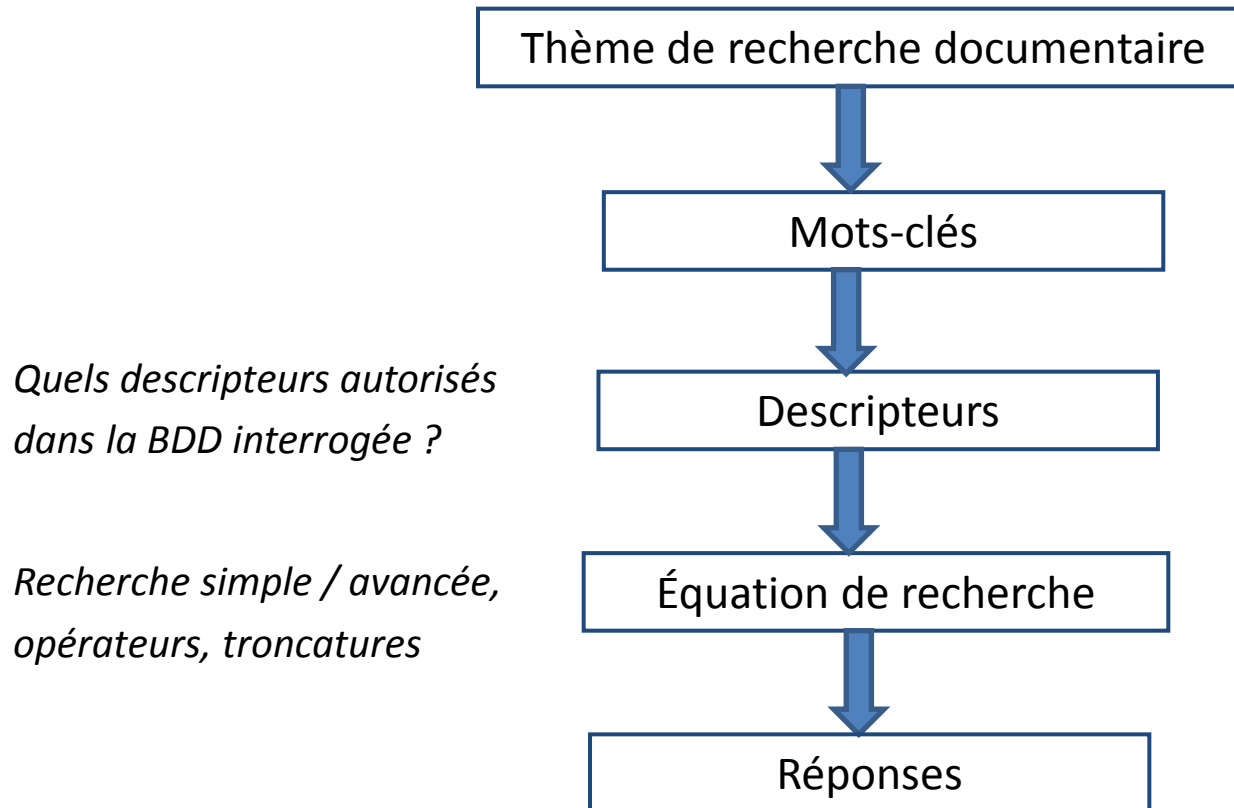 Thème de recherche documentaire
Mots-clés
Quels descripteurs autorisés
dans la BDD interrogée ?
Descripteurs
Recherche simple / avancée,
opérateurs, troncatures
Équation de recherche
Réponses